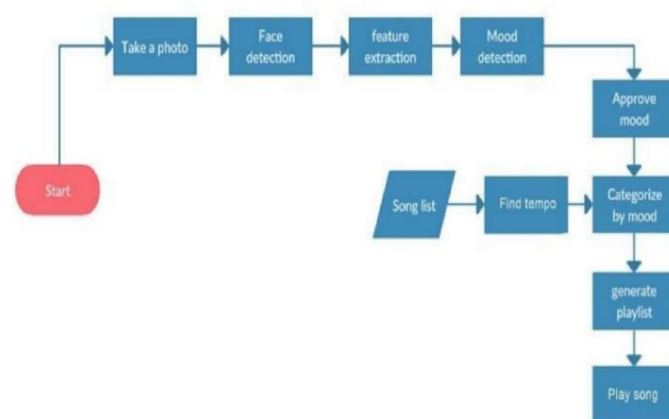 Take a photo
Face
detection
feature
extraction
Mood
detection
Approve
mood
Start
Song list
Find tempo
Categorize
by mood
generate
playlist
Play song